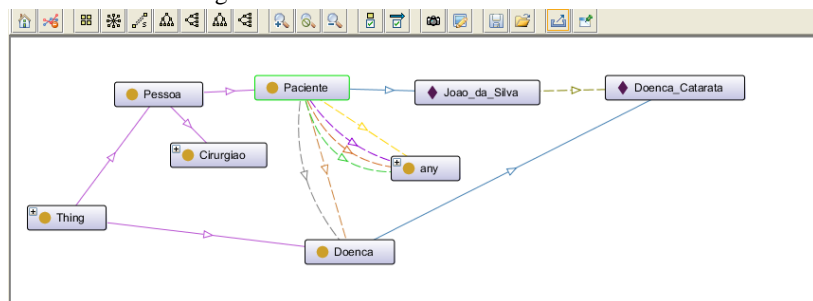 Pessoa
Paciente
Joao_da_Silva
Doenca_Catarata
Cirurgiao
any
Thing
Doenca